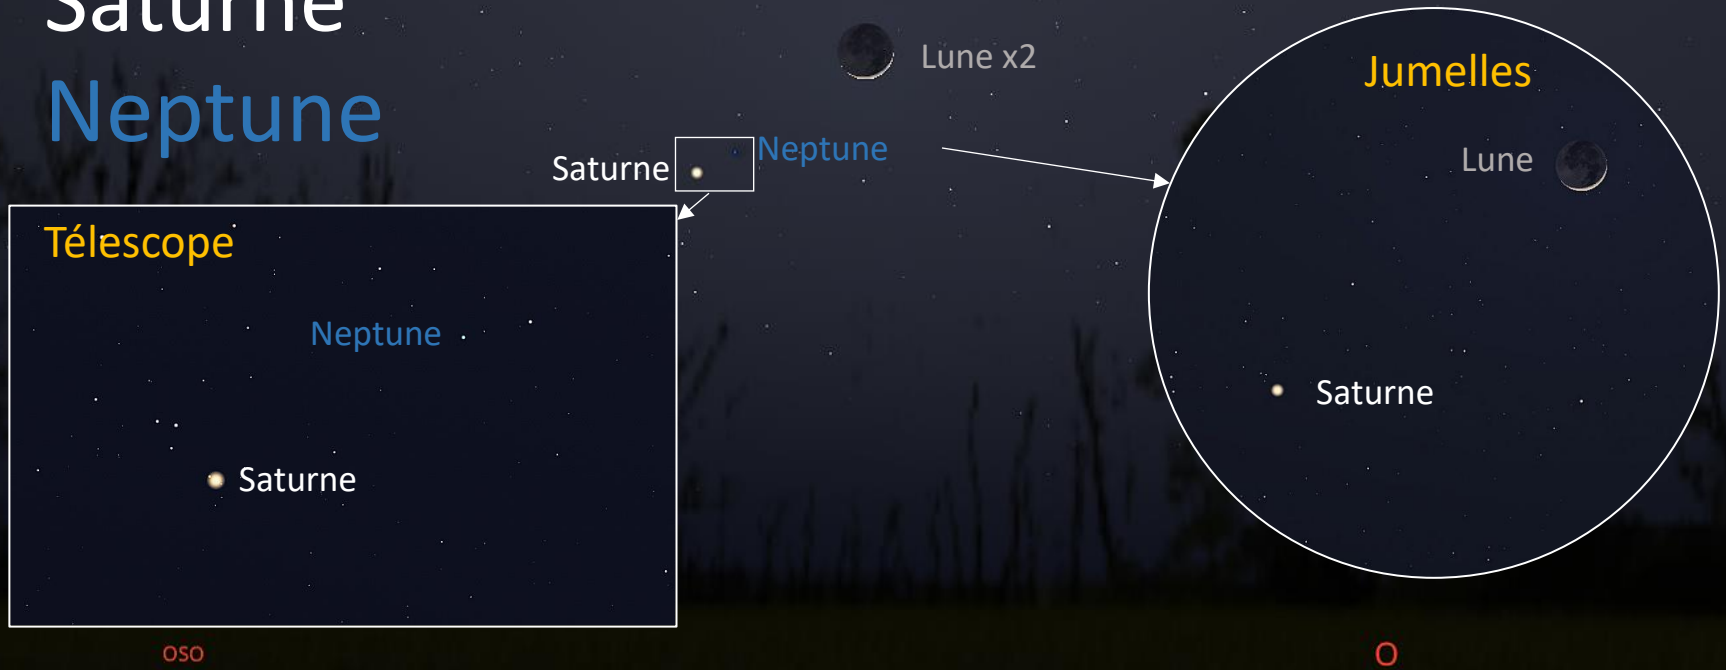 Saturne
Neptune
Lune x2
Saturne
Neptune
Jumelles
Lune
Saturne
Télescope
Neptune
Saturne
OSO
O